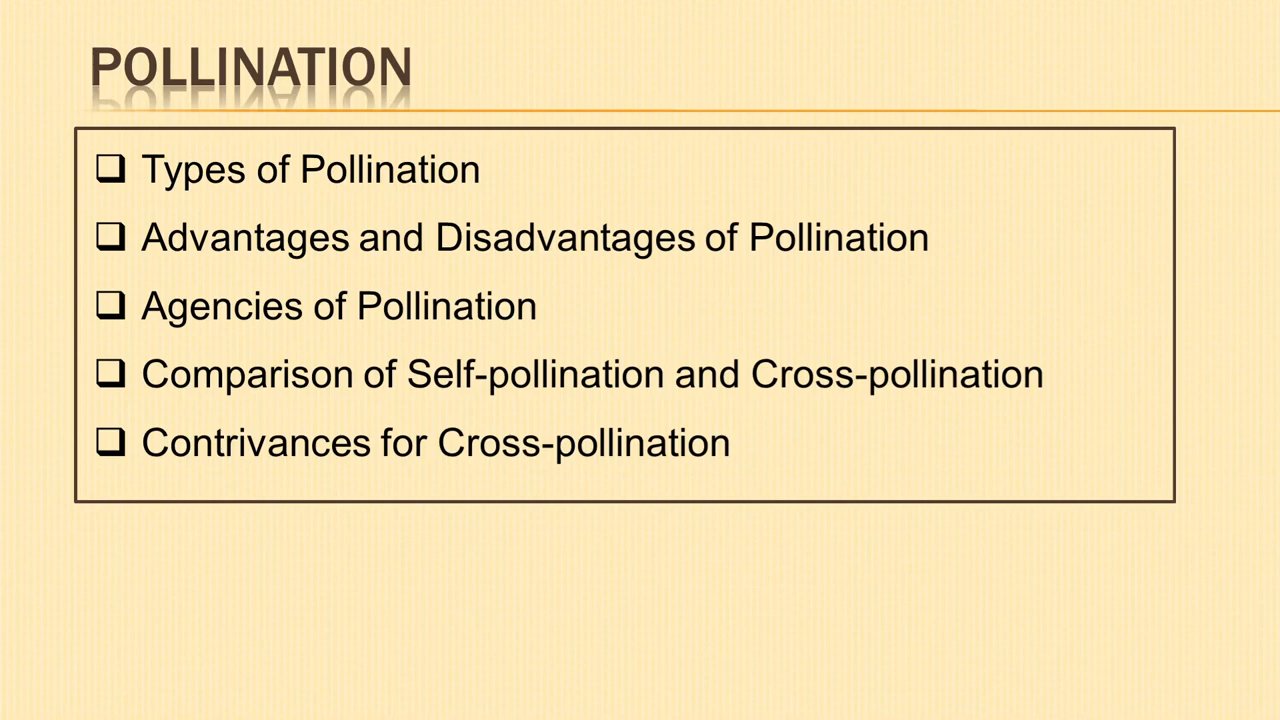 POLLINATION
❑ Types of Pollination
❑ Advantages and Disadvantages of Pollination
❑ Agencies of Pollination
❑ Comparison of Self-pollination and Cross-pollination
❑ Contrivances for Cross-pollination